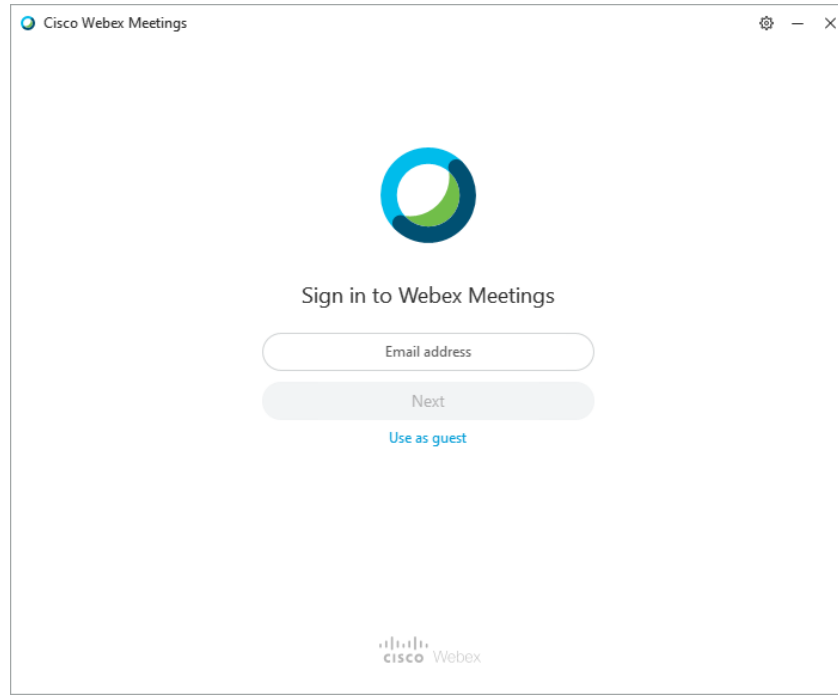 Cisco Webex Meetings
Sign in to Webex Meetings
Email address
Next
Use as guest
cisco Webex